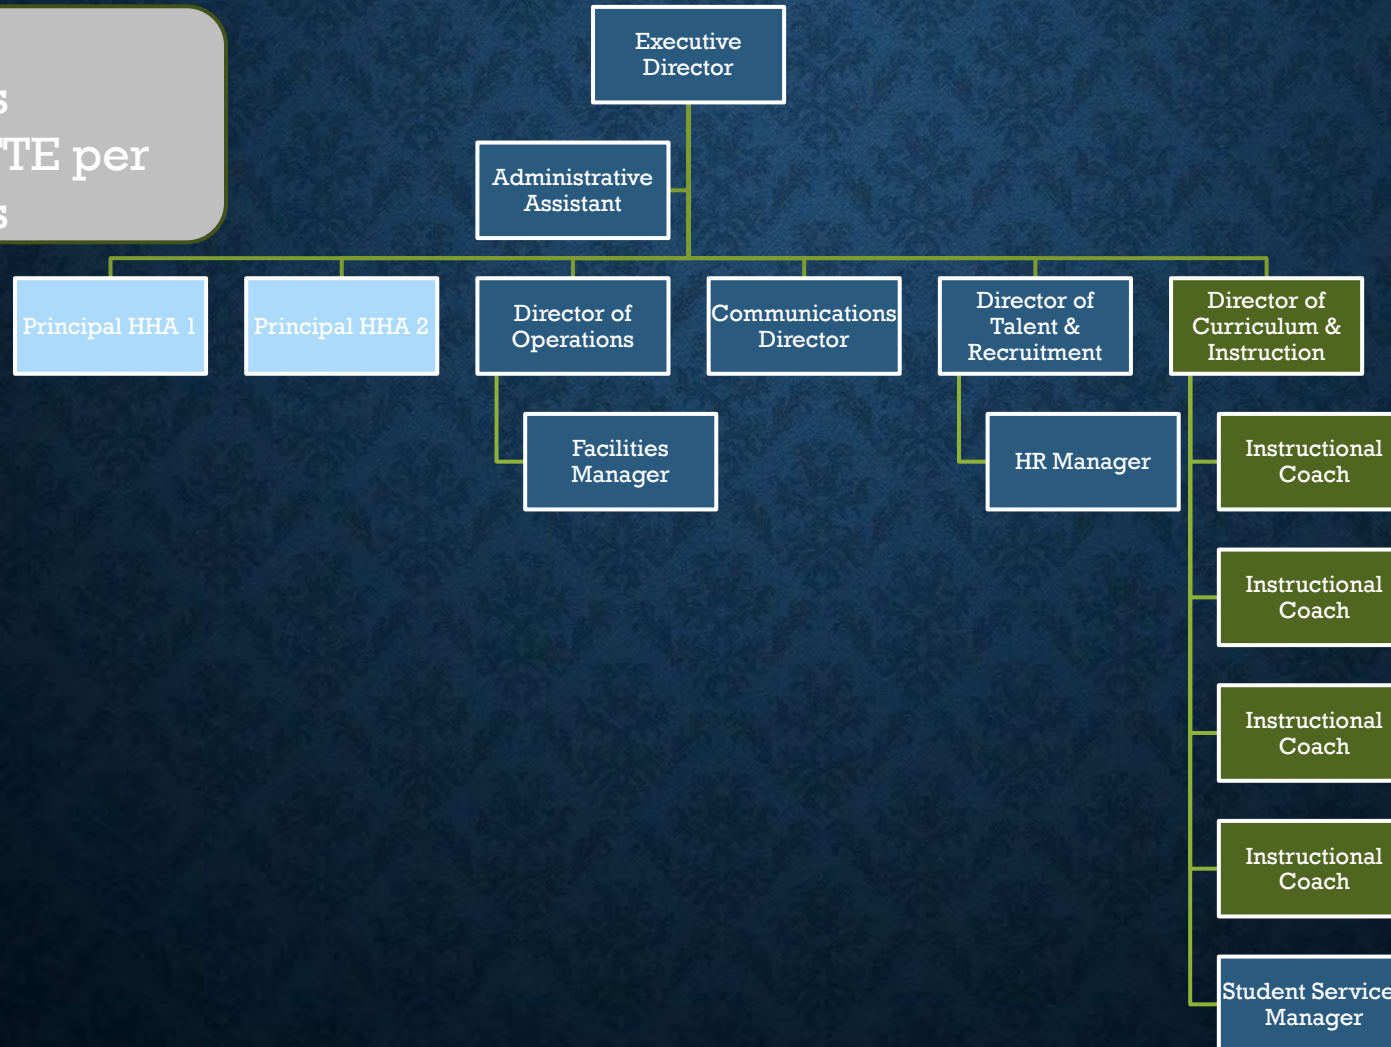 s
TE per
s
Executive
Director
Administrative
Assistant
Principal HHA 1
Principal HHA 2
Director of
Operations
Communications
Director
Director of
Talent &
Recruitment
Director of
Curriculum &
Instruction
Facilities
Manager
HR Manager
Instructional
Coach
Instructional
Coach
Instructional
Coach
Instructional
Coach
Student Service
Manager